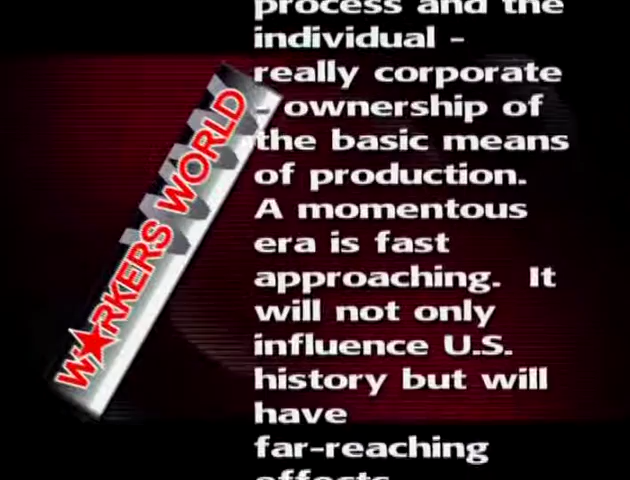 process and the
individual –
really corporate
– ownership of
the basic means
of production.
A momentous
era is fast
approaching. It
will not only
influence U.S.
history but will
have
far-reaching
effects
WORKERS WORLD